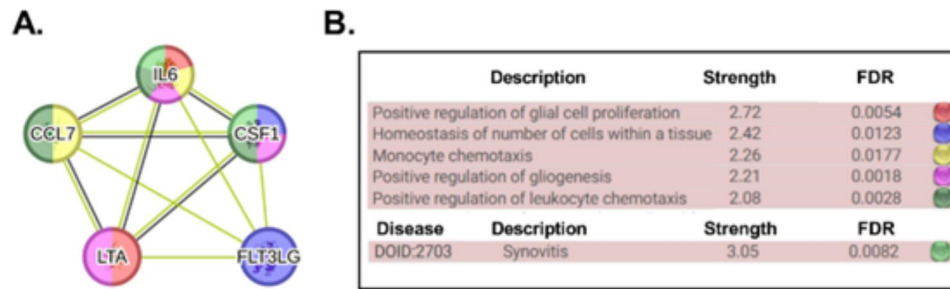 A.
IL6
CCL7
CSF1
LTA
FLT3LG
B.
Description Strength FDR
Positive regulation of glial cell proliferation 2.72 0.0054
Homeostasis of number of cells within a tissue 2.42 0.0123
Monocyte chemotaxis 2.26 0.0177
Positive regulation of gliogenesis 2.21 0.0018
Positive regulation of leukocyte chemotaxis 2.08 0.0028
Disease Description Strength FDR
DOID:2703 Synovitis 3.05 0.0082